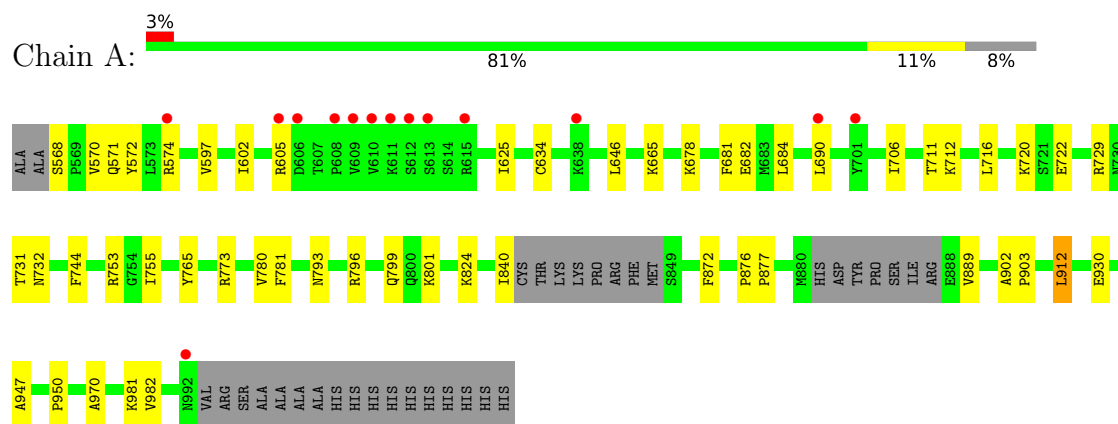 3%
Chain A:
81% 11% 8%
ALA ALA S568 P569 V570 Q571 Y572 L573 R574 V597 I602 R605 D606 T607 P608 V609 V610 K611 S612 S613 S614 R615 I625 C634 K638 L646 K665 K678 F681 E682 M683 L684 L690 Y701 I706 T711 K712 L716 K720 S721 E722 R729 N730
T731 N732 F744 R753 G754 I755 Y765 R773 V780 F781 N793 R796 Q799 Q800 K801 K824 I840 CYS THR LYS LYS PRO ARG PHE MET S849 F872 P876 P877 M880 HIS ASP TYR PRO SER ILE ARG E888 V889 A902 P903 L912 E930
A947 P950 A970 K981 V982 N992 VAL ARG SER ALA ALA ALA ALA HIS HIS HIS HIS HIS HIS HIS HIS HIS HIS